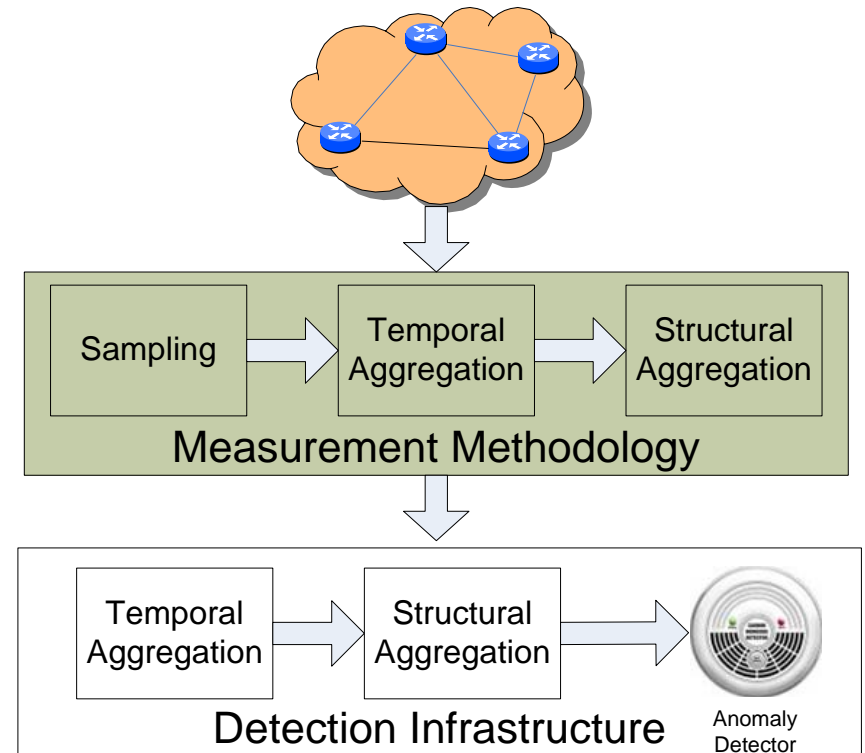 Sampling
Temporal
Aggregation
Structural
Aggregation
Measurement Methodology
Temporal
Aggregation
Structural
Aggregation
Detection Infrastructure
Anomaly
Detector